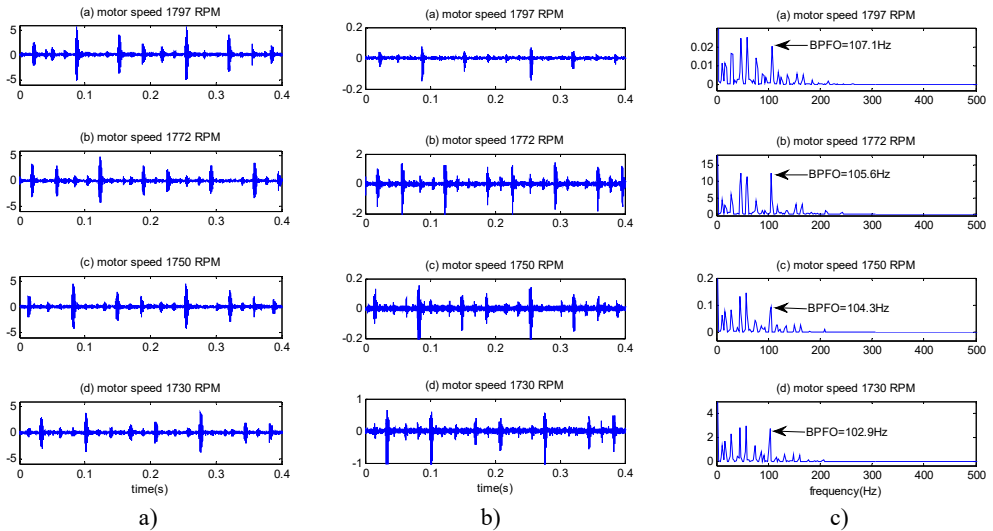 (a) motor speed 1797 RPM
5
0
-5
0 0.1 0.2 0.3 0.4
(b) motor speed 1772 RPM
5
0
-5
0 0.1 0.2 0.3 0.4
(c) motor speed 1750 RPM
5
0
-5
0 0.1 0.2 0.3 0.4
(d) motor speed 1730 RPM
5
0
-5
0 0.1 0.2 0.3 0.4
time(s)
a)
(a) motor speed 1797 RPM
0.2
0
-0.2
0 0.1 0.2 0.3 0.4
(b) motor speed 1772 RPM
2
0
-2
0 0.1 0.2 0.3 0.4
(c) motor speed 1750 RPM
0.2
0
-0.2
0 0.1 0.2 0.3 0.4
(d) motor speed 1730 RPM
1
0
-1
0 0.1 0.2 0.3 0.4
time(s)
b)
(a) motor speed 1797 RPM
0.02
0.01
BPFO=107.1Hz
0 100 200 300 400 500
(b) motor speed 1772 RPM
15
10
5
0
BPFO=105.6Hz
0 100 200 300 400 500
(c) motor speed 1750 RPM
0.2
0.1
0
BPFO=104.3Hz
0 100 200 300 400 500
(d) motor speed 1730 RPM
4
2
0
BPFO=102.9Hz
0 100 200 300 400 500
frequency(Hz)
c)